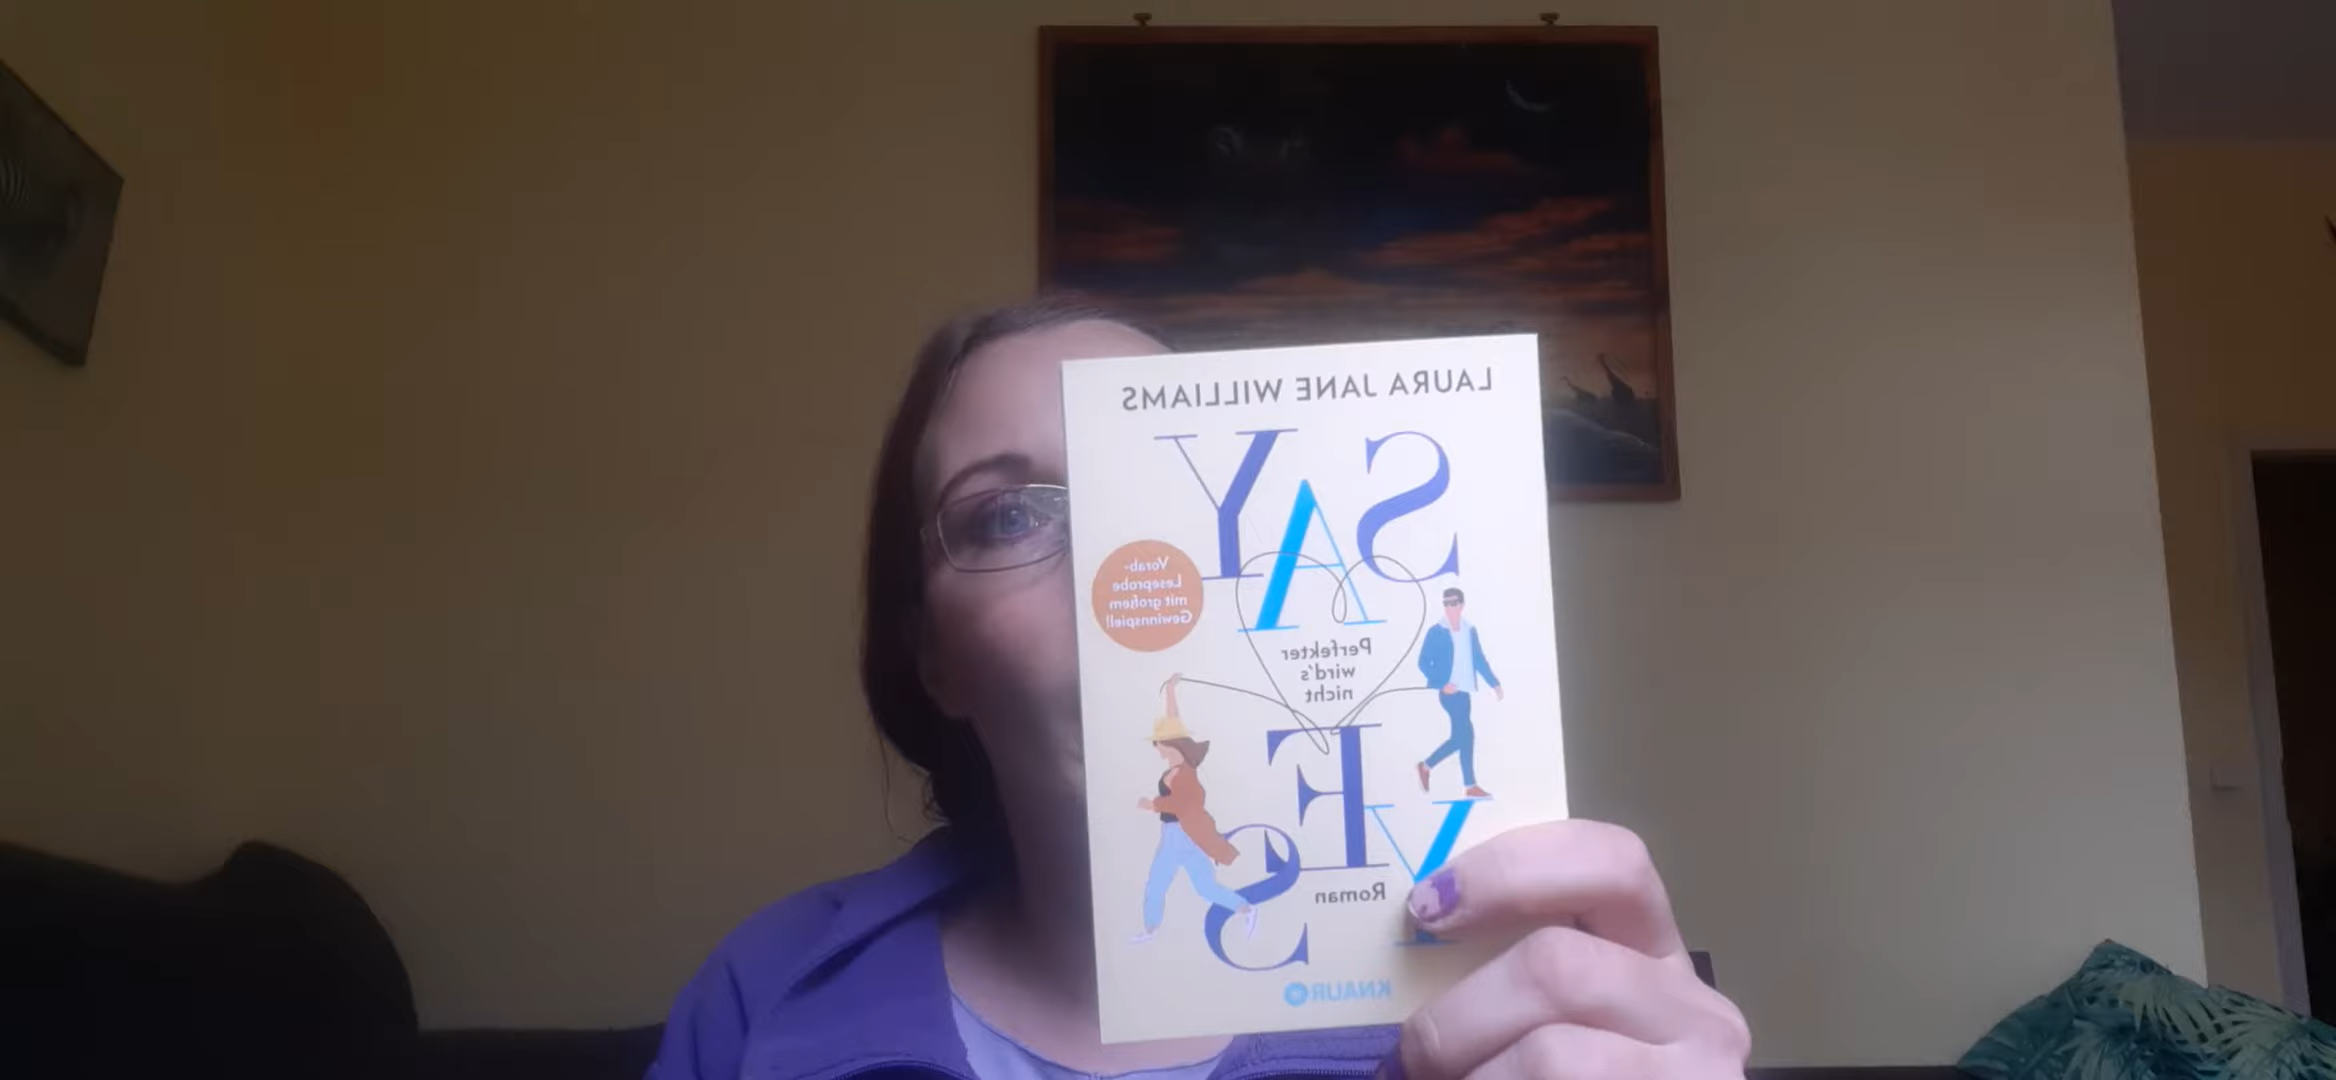 LAURA JANE WILLIAMS
SAY
Vorab-
Leseprobe
mit großem
Gewinnspiel!
Perfekter
wird's
nicht
YES
Roman
KNAUR